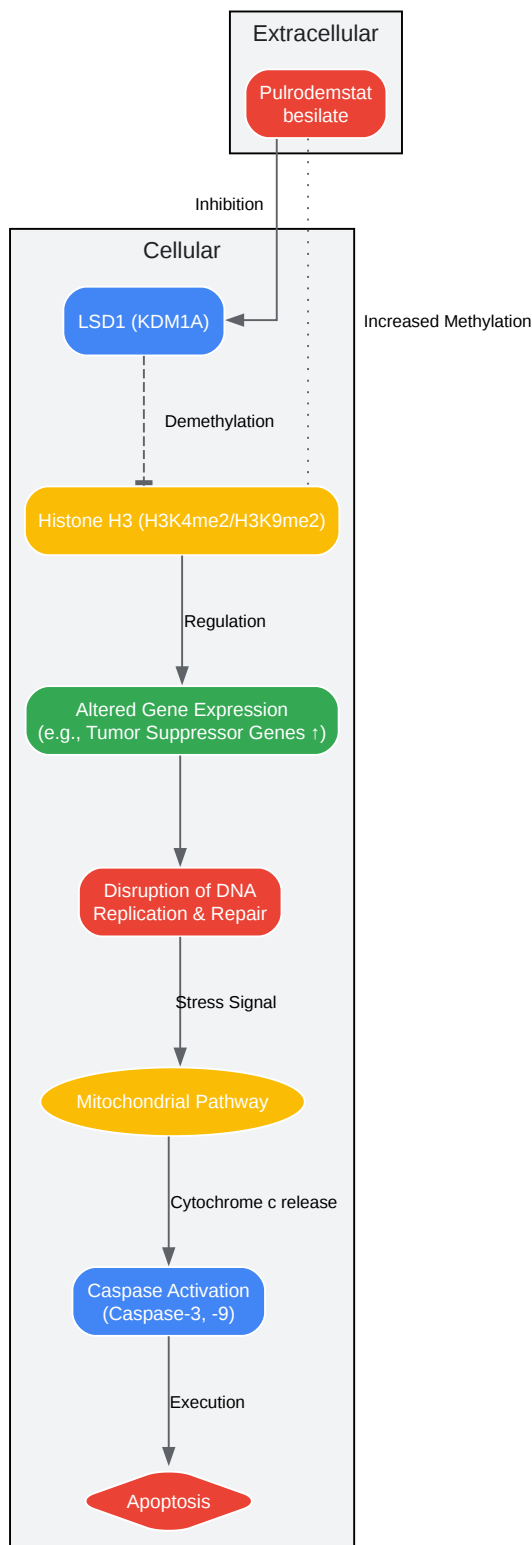 Extracellular
Pulrodemstat
besilate
Inhibition
Cellular
LSD1 (KDM1A)
Increased Methylation
Demethylation
Histone H3 (H3K4me2/H3K9me2)
Regulation
Altered Gene Expression
(e.g., Tumor Suppressor Genes ↑)
Disruption of DNA
Replication & Repair
Stress Signal
Mitochondrial Pathway
Cytochrome c release
Caspase Activation
(Caspase-3, -9)
Execution
Apoptosis